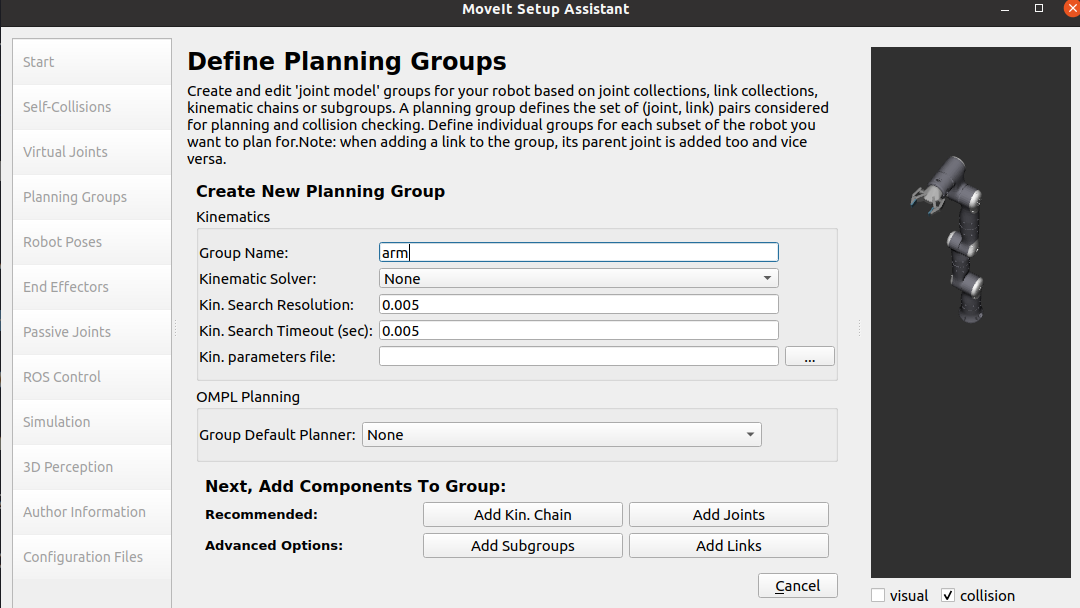 MoveIt Setup Assistant
Start
Self-Collisions
Virtual Joints
Planning Groups
Robot Poses
End Effectors
Passive Joints
ROS Control
Simulation
3D Perception
Author Information
Configuration Files
Define Planning Groups
Create and edit 'joint model' groups for your robot based on joint collections, link collections,
kinematic chains or subgroups. A planning group defines the set of (joint, link) pairs considered
for planning and collision checking. Define individual groups for each subset of the robot you
want to plan for.Note: when adding a link to the group, its parent joint is added too and vice
versa.
Create New Planning Group
Kinematics
Group Name: arm
Kinematic Solver: None
Kin. Search Resolution: 0.005
Kin. Search Timeout (sec): 0.005
Kin. parameters file: ...
OMPL Planning
Group Default Planner: None
Next, Add Components To Group:
Recommended: Add Kin. Chain Add Joints
Advanced Options: Add Subgroups Add Links
Cancel
visual collision